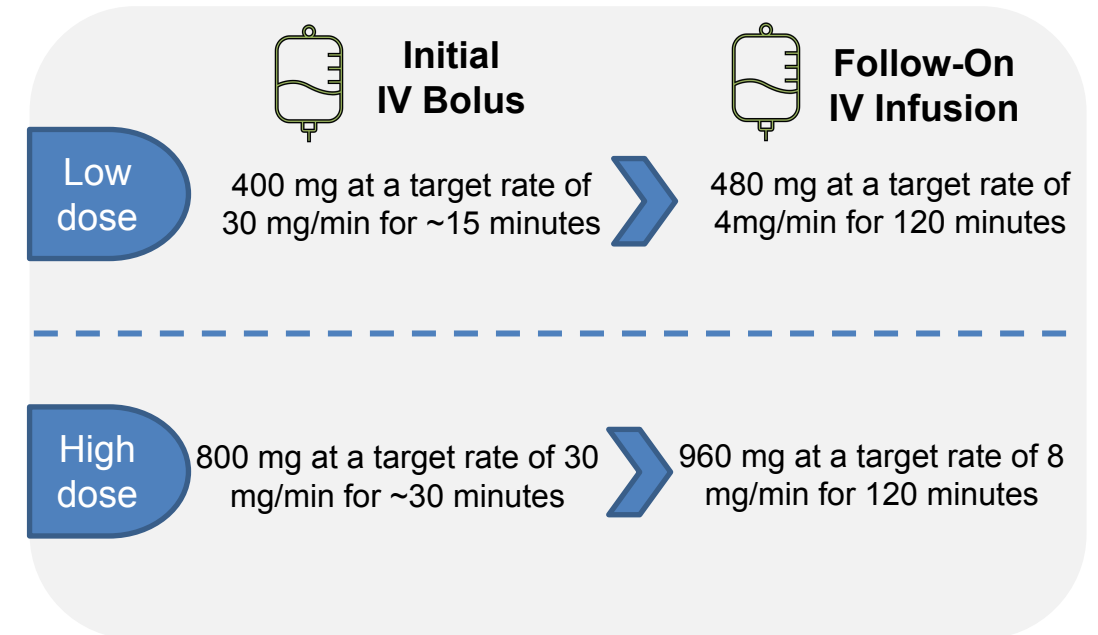 Initial
IV Bolus
Follow-On
IV Infusion
Low
dose
400 mg at a target rate of
30 mg/min for ~15 minutes
480 mg at a target rate of
4mg/min for 120 minutes
High
dose
800 mg at a target rate of 30
mg/min for ~30 minutes
960 mg at a target rate of 8
mg/min for 120 minutes